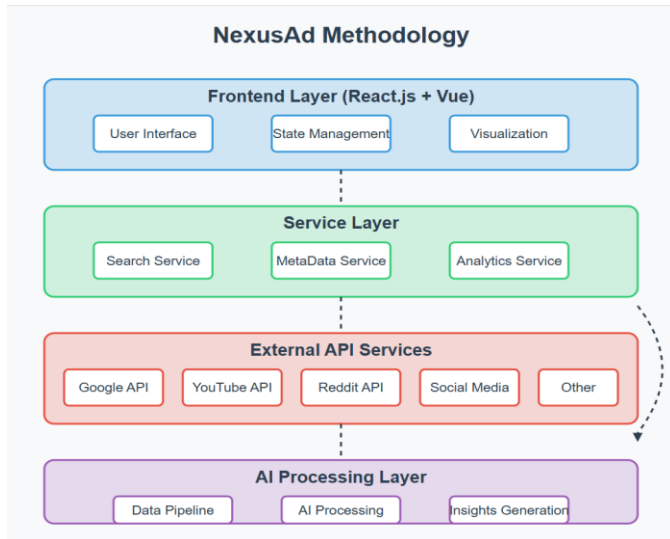 NexusAd Methodology
Frontend Layer (React.js + Vue)
User Interface
State Management
Visualization
Service Layer
Search Service
MetaData Service
Analytics Service
External API Services
Google API
YouTube API
Reddit API
Social Media
Other
AI Processing Layer
Data Pipeline
AI Processing
Insights Generation